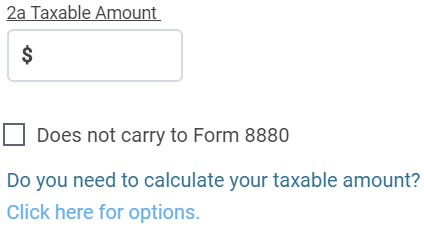 2a Taxable Amount
$
Does not carry to Form 8880
Do you need to calculate your taxable amount?
Click here for options.